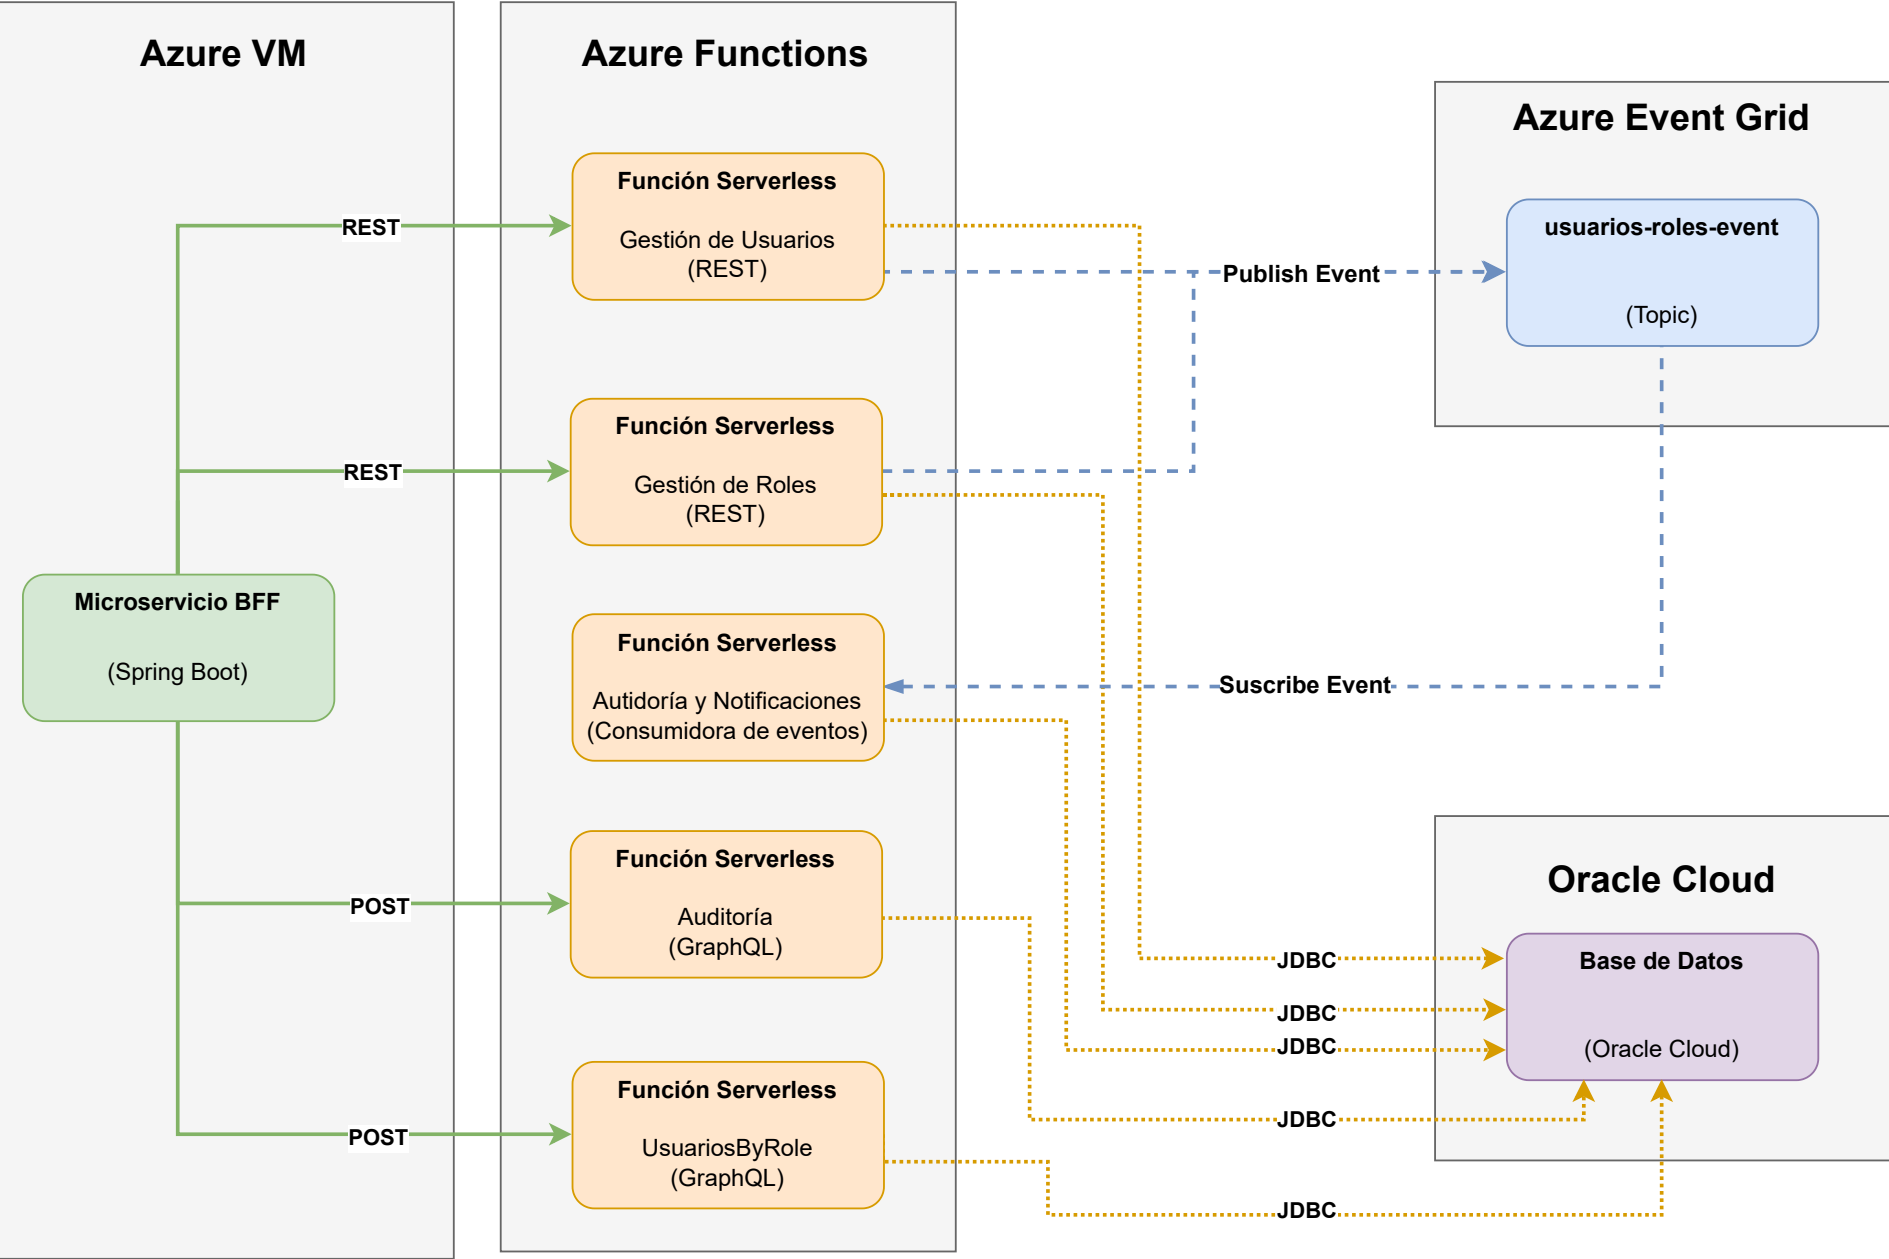 Azure VM
Azure Functions
Azure Event Grid
Función Serverless
Gestión de Usuarios
(REST)
REST
usuarios-roles-event
(Topic)
Publish Event
Función Serverless
Gestión de Roles
(REST)
REST
Microservicio BFF
(Spring Boot)
Función Serverless
Autidoría y Notificaciones
(Consumidora de eventos)
Suscribe Event
Función Serverless
Auditoría
(GraphQL)
POST
Oracle Cloud
Base de Datos
(Oracle Cloud)
JDBC
JDBC
JDBC
JDBC
JDBC
Función Serverless
UsuariosByRole
(GraphQL)
POST